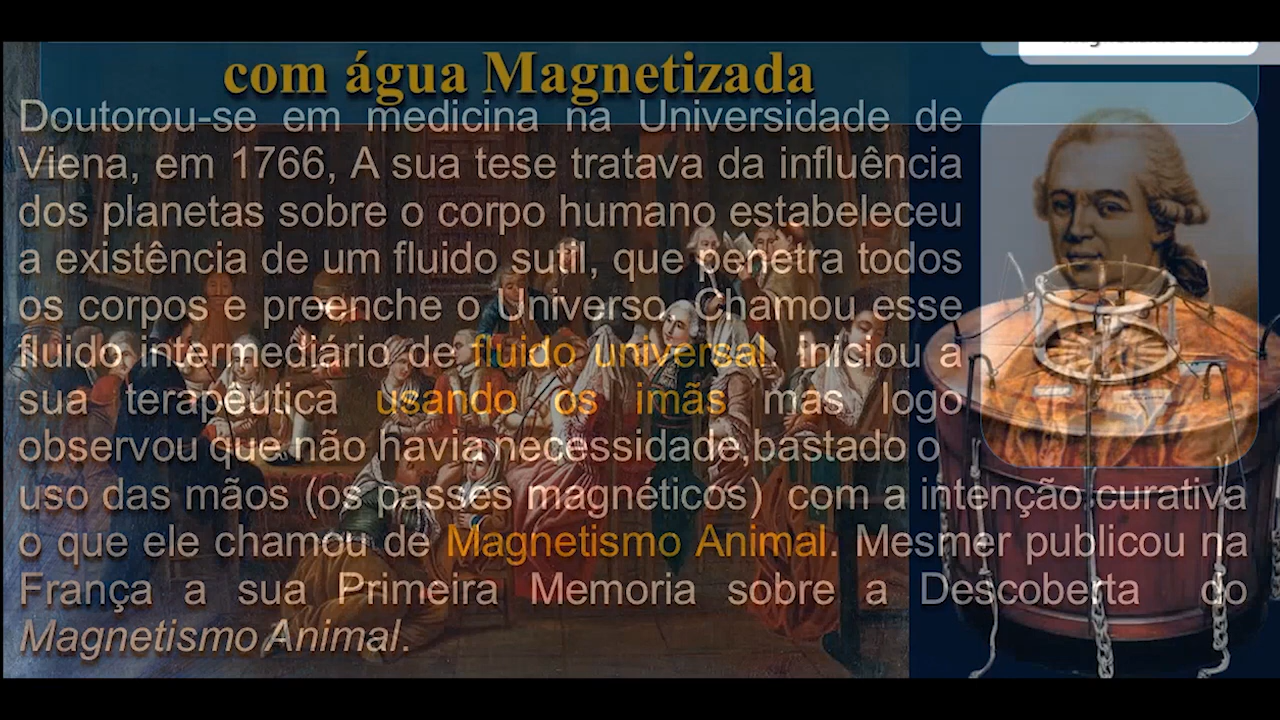 com água Magnetizada
Doutorou-se em medicina na Universidade de
Viena, em 1766, A sua tese tratava da influência
dos planetas sobre o corpo humano estabeleceu
a existência de um fluido sutil, que penetra todos
os corpos e preenche o Universo. Chamou esse
fluido intermediário de fluido universal. Iniciou a
sua terapêutica usando os imãs mas logo
observou que não havia necessidade,bastado o
uso das mãos (os passes magnéticos) com a intenção curativa
o que ele chamou de Magnetismo Animal. Mesmer publicou na
França a sua Primeira Memoria sobre a Descoberta do
Magnetismo Animal.